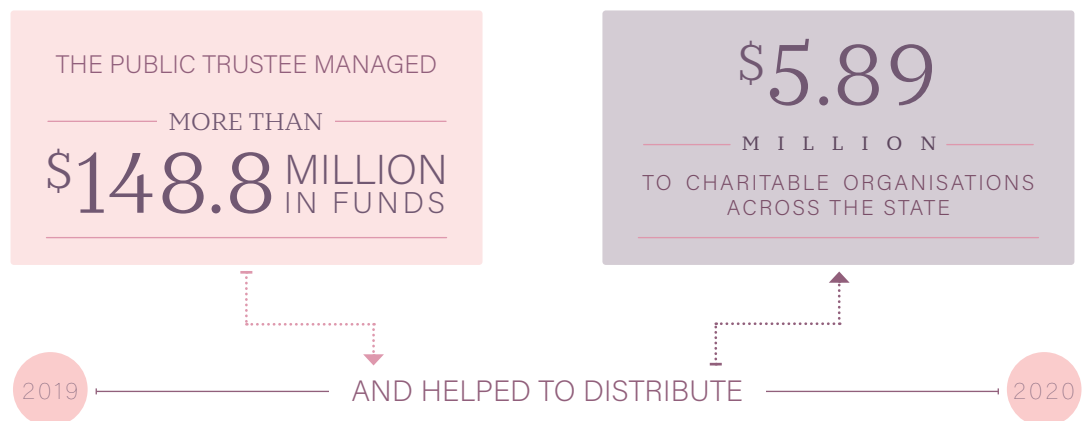 THE PUBLIC TRUSTEE MANAGED
MORE THAN
$148.8 MILLION
IN FUNDS
AND HELPED TO DISTRIBUTE
$5.89
MILLION
TO CHARITABLE ORGANISATIONS
ACROSS THE STATE
2019
2020